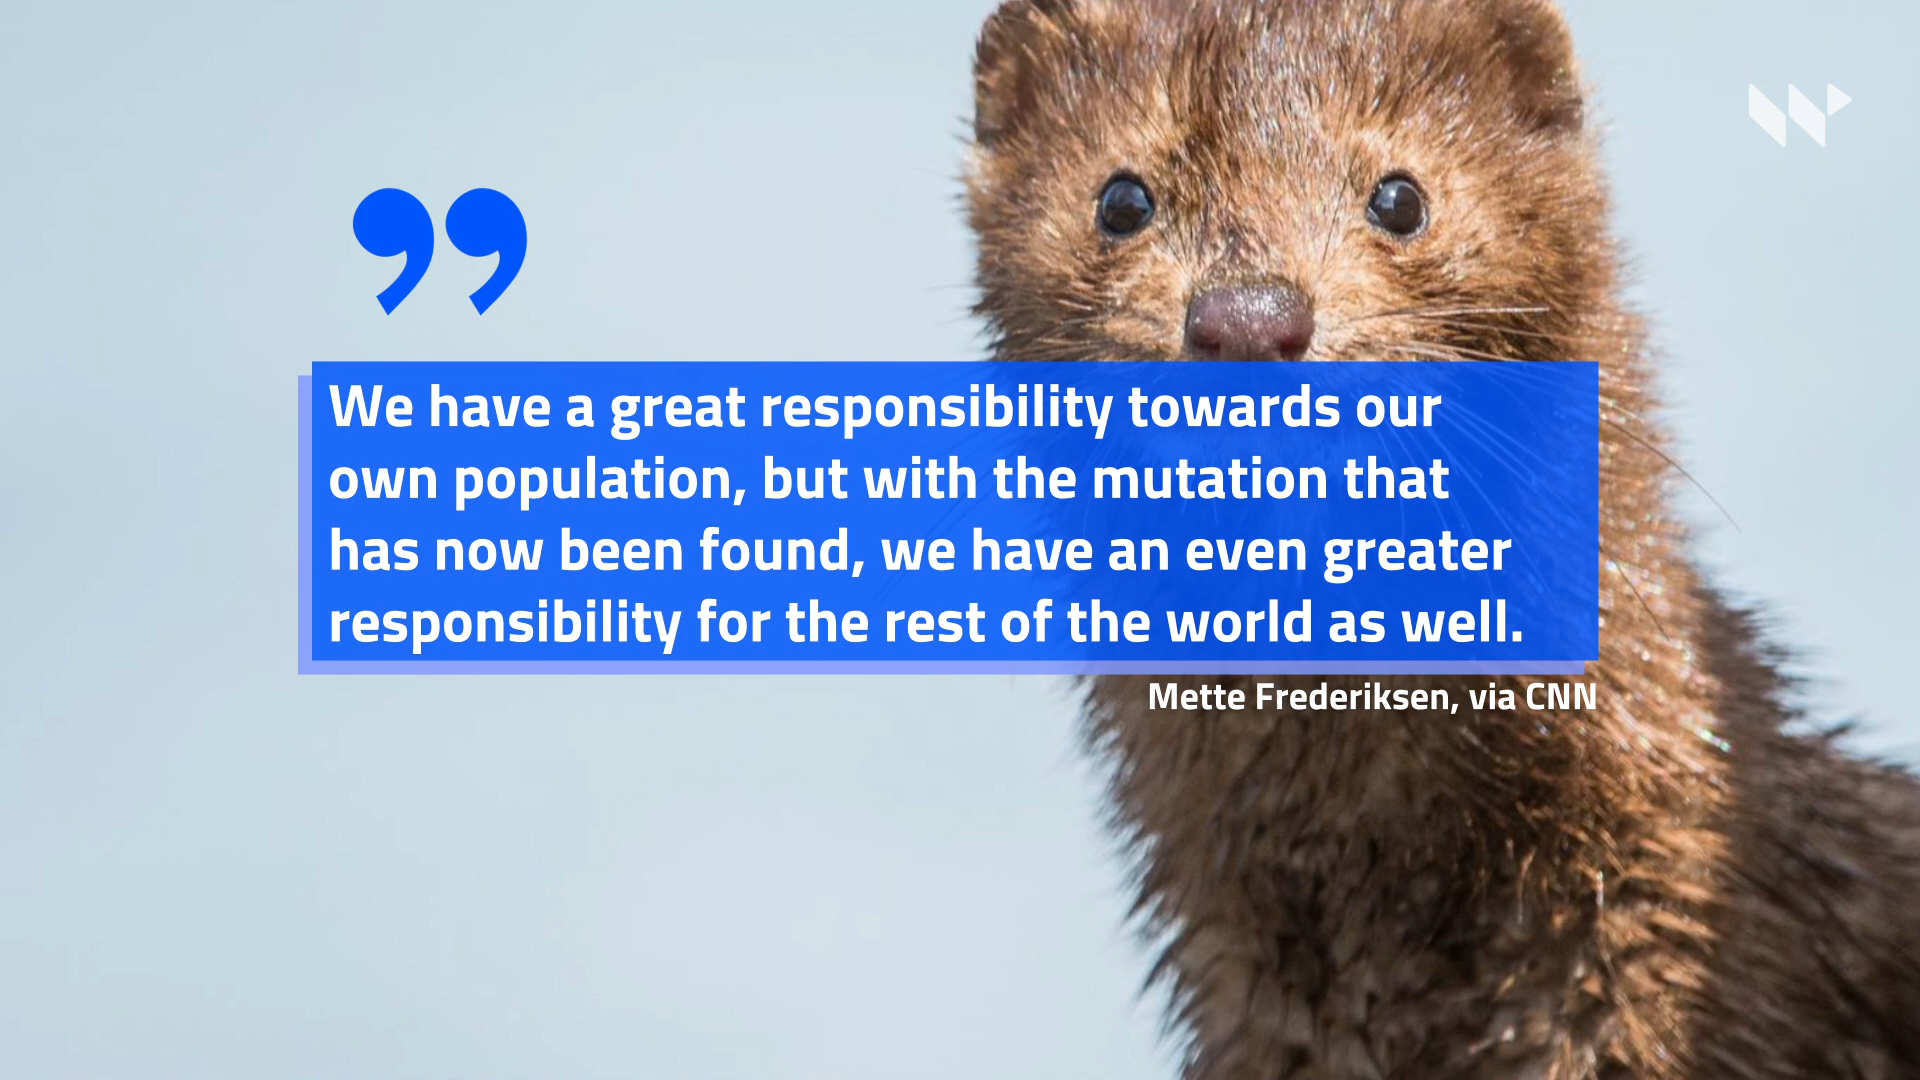 ”
We have a great responsibility towards our
own population, but with the mutation that
has now been found, we have an even greater
responsibility for the rest of the world as well.
Mette Frederiksen, via CNN